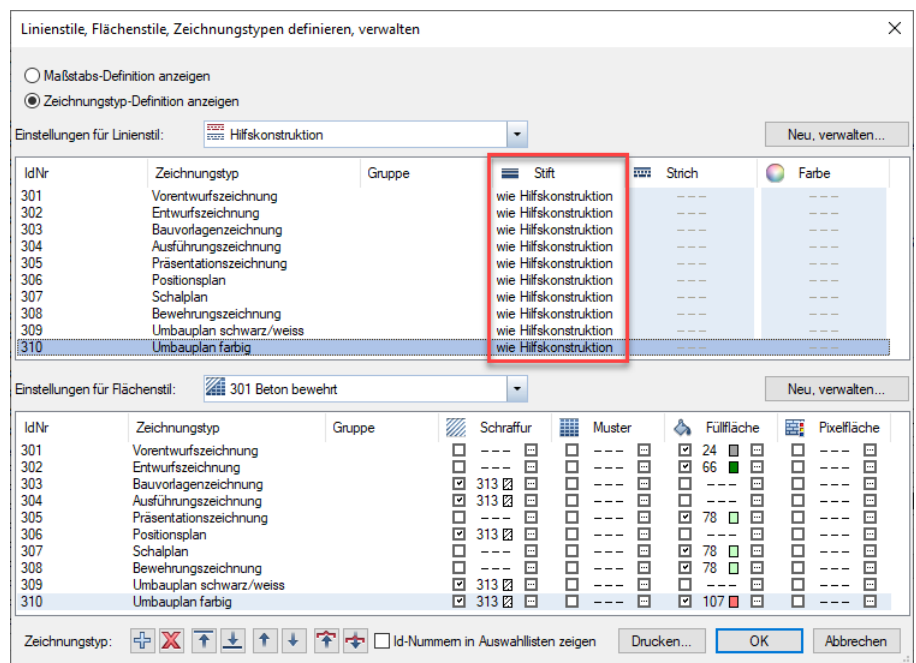 Linienstile, Flächenstile, Zeichnungstypen definieren, verwalten
Maßstabs-Definition anzeigen
Zeichnungstyp-Definition anzeigen
Einstellungen für Linienstil: Hilfskonstruktion Neu, verwalten...
IdNr Zeichnungstyp Gruppe Stift Strich Farbe
301 Vorentwurfszeichnung wie Hilfskonstruktion --- ---
302 Entwurfszeichnung wie Hilfskonstruktion --- ---
303 Bauvorlagenzeichnung wie Hilfskonstruktion --- ---
304 Ausführungszeichnung wie Hilfskonstruktion --- ---
305 Präsentationszeichnung wie Hilfskonstruktion --- ---
306 Positionsplan wie Hilfskonstruktion --- ---
307 Schalplan wie Hilfskonstruktion --- ---
308 Bewehrungszeichnung wie Hilfskonstruktion --- ---
309 Umbauplan schwarz/weiss wie Hilfskonstruktion --- ---
310 Umbauplan farbig wie Hilfskonstruktion --- ---
Einstellungen für Flächenstil: 301 Beton bewehrt Neu, verwalten...
IdNr Zeichnungstyp Gruppe Schraffur Muster Füllfläche Pixelfläche
301 Vorentwurfszeichnung --- --- 24 ---
302 Entwurfszeichnung --- --- 66 ---
303 Bauvorlagenzeichnung 313 --- --- ---
304 Ausführungszeichnung 313 --- --- ---
305 Präsentationszeichnung --- --- 78 ---
306 Positionsplan 313 --- --- ---
307 Schalplan --- --- 78 ---
308 Bewehrungszeichnung --- --- 78 ---
309 Umbauplan schwarz/weiss 313 --- --- ---
310 Umbauplan farbig 313 --- 107 ---
Zeichnungstyp: Id-Nummern in Auswahllisten zeigen Drucken... OK Abbrechen